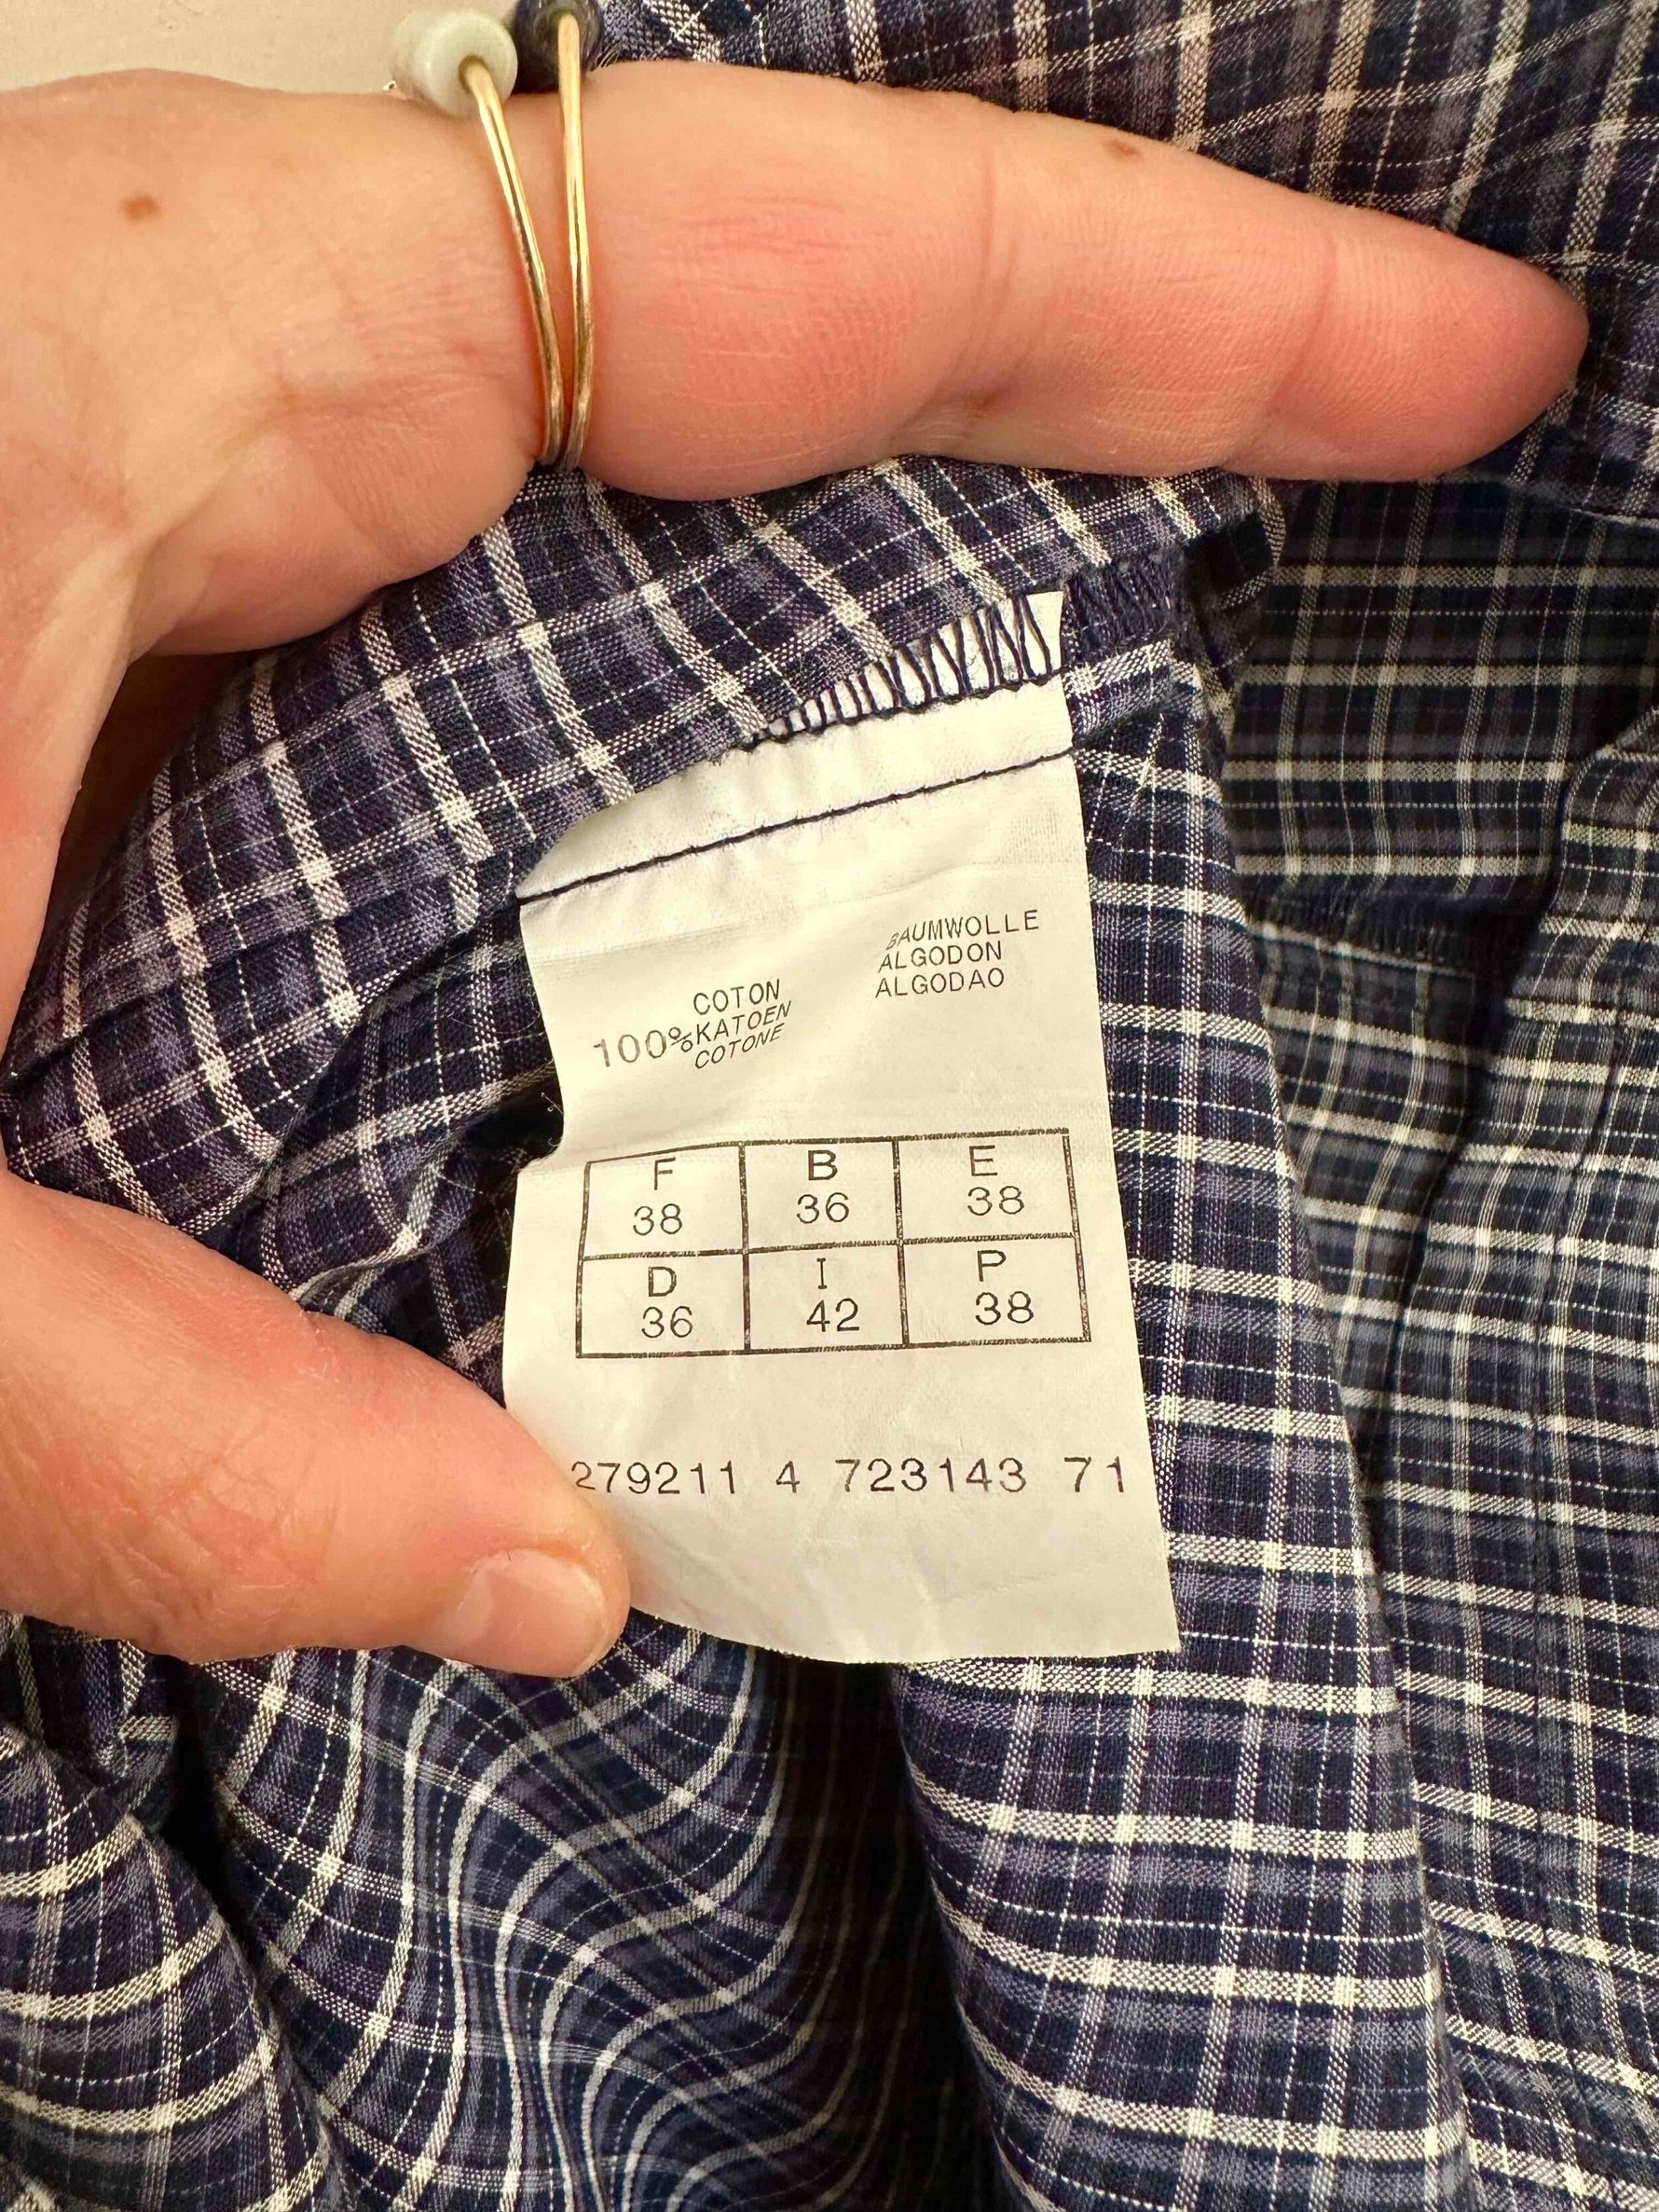 BAUMWOLLE
ALGODON
ALGODAO
COTON
100% KATOEN
COTONE
F B E
38 36 38
D I P
36 42 38
279211 4 723143 71